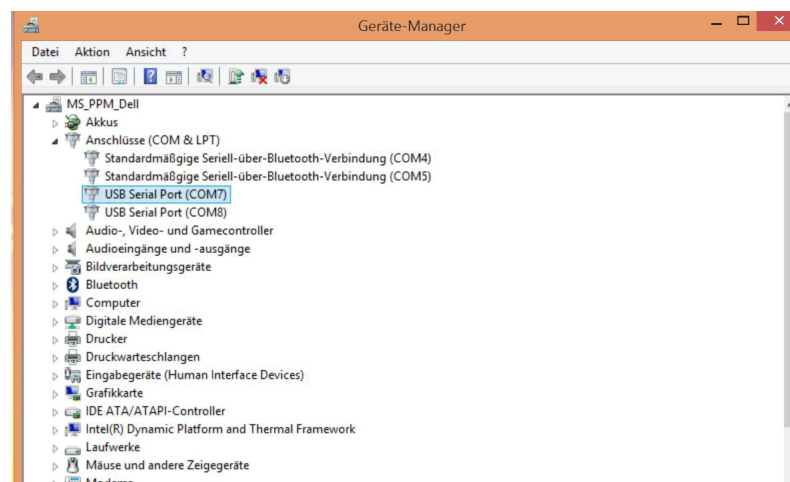 Geräte-Manager
Datei Aktion Ansicht ?
MS_PPM_Dell
Akkus
Anschlüsse (COM & LPT)
Standardmäßgige Seriell-über-Bluetooth-Verbindung (COM4)
Standardmäßgige Seriell-über-Bluetooth-Verbindung (COM5)
USB Serial Port (COM7)
USB Serial Port (COM8)
Audio-, Video- und Gamecontroller
Audioeingänge und -ausgänge
Bildverarbeitungsgeräte
Bluetooth
Computer
Digitale Mediengeräte
Drucker
Druckwarteschlangen
Eingabegeräte (Human Interface Devices)
Grafikkarte
IDE ATA/ATAPI-Controller
Intel(R) Dynamic Platform and Thermal Framework
Laufwerke
Mäuse und andere Zeigegeräte